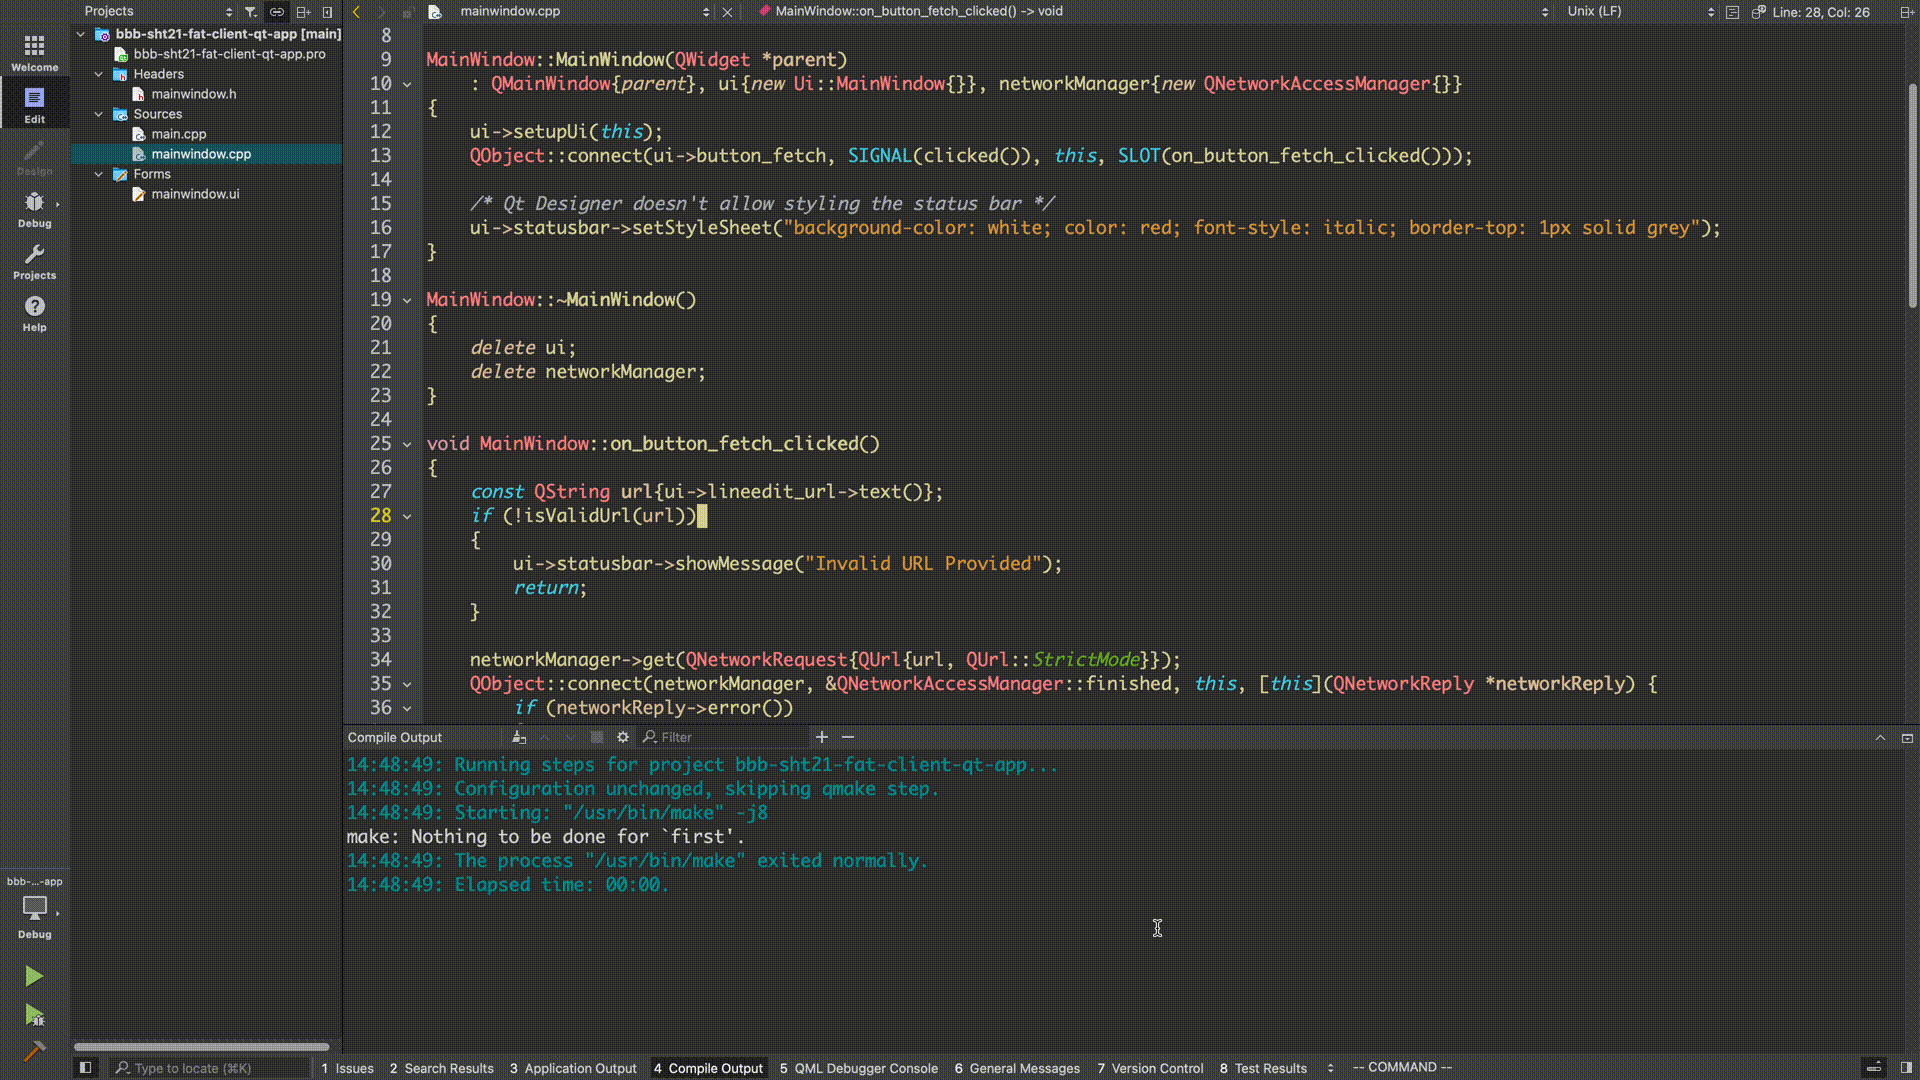 Projects
mainwindow.cpp
MainWindow::on_button_fetch_clicked() -> void
Unix (LF)
Line: 28, Col: 26
Welcome
Edit
Design
Debug
Projects
Help
bbb-sht21-fat-client-qt-app [main]
bbb-sht21-fat-client-qt-app.pro
Headers
mainwindow.h
Sources
main.cpp
mainwindow.cpp
Forms
mainwindow.ui
8
9 MainWindow::MainWindow(QWidget *parent)
10 : QMainWindow{parent}, ui{new Ui::MainWindow{}}, networkManager{new QNetworkAccessManager{}}
11 {
12 ui->setupUi(this);
13 QObject::connect(ui->button_fetch, SIGNAL(clicked()), this, SLOT(on_button_fetch_clicked()));
14
15 /* Qt Designer doesn't allow styling the status bar */
16 ui->statusbar->setStyleSheet("background-color: white; color: red; font-style: italic; border-top: 1px solid grey");
17 }
18
19 MainWindow::~MainWindow()
20 {
21 delete ui;
22 delete networkManager;
23 }
24
25 void MainWindow::on_button_fetch_clicked()
26 {
27 const QString url{ui->lineedit_url->text()};
28 if (!isValidUrl(url))
29 {
30 ui->statusbar->showMessage("Invalid URL Provided");
31 return;
32 }
33
34 networkManager->get(QNetworkRequest{QUrl{url, QUrl::StrictMode}});
35 QObject::connect(networkManager, &QNetworkAccessManager::finished, this, [this](QNetworkReply *networkReply) {
36 if (networkReply->error())
Compile Output
Filter
14:48:49: Running steps for project bbb-sht21-fat-client-qt-app...
14:48:49: Configuration unchanged, skipping qmake step.
14:48:49: Starting: "/usr/bin/make" -j8
make: Nothing to be done for `first'.
14:48:49: The process "/usr/bin/make" exited normally.
14:48:49: Elapsed time: 00:00.
bbb-...-app
Debug
Type to locate (⌘K)
1 Issues
2 Search Results
3 Application Output
4 Compile Output
5 QML Debugger Console
6 General Messages
7 Version Control
8 Test Results
-- COMMAND --